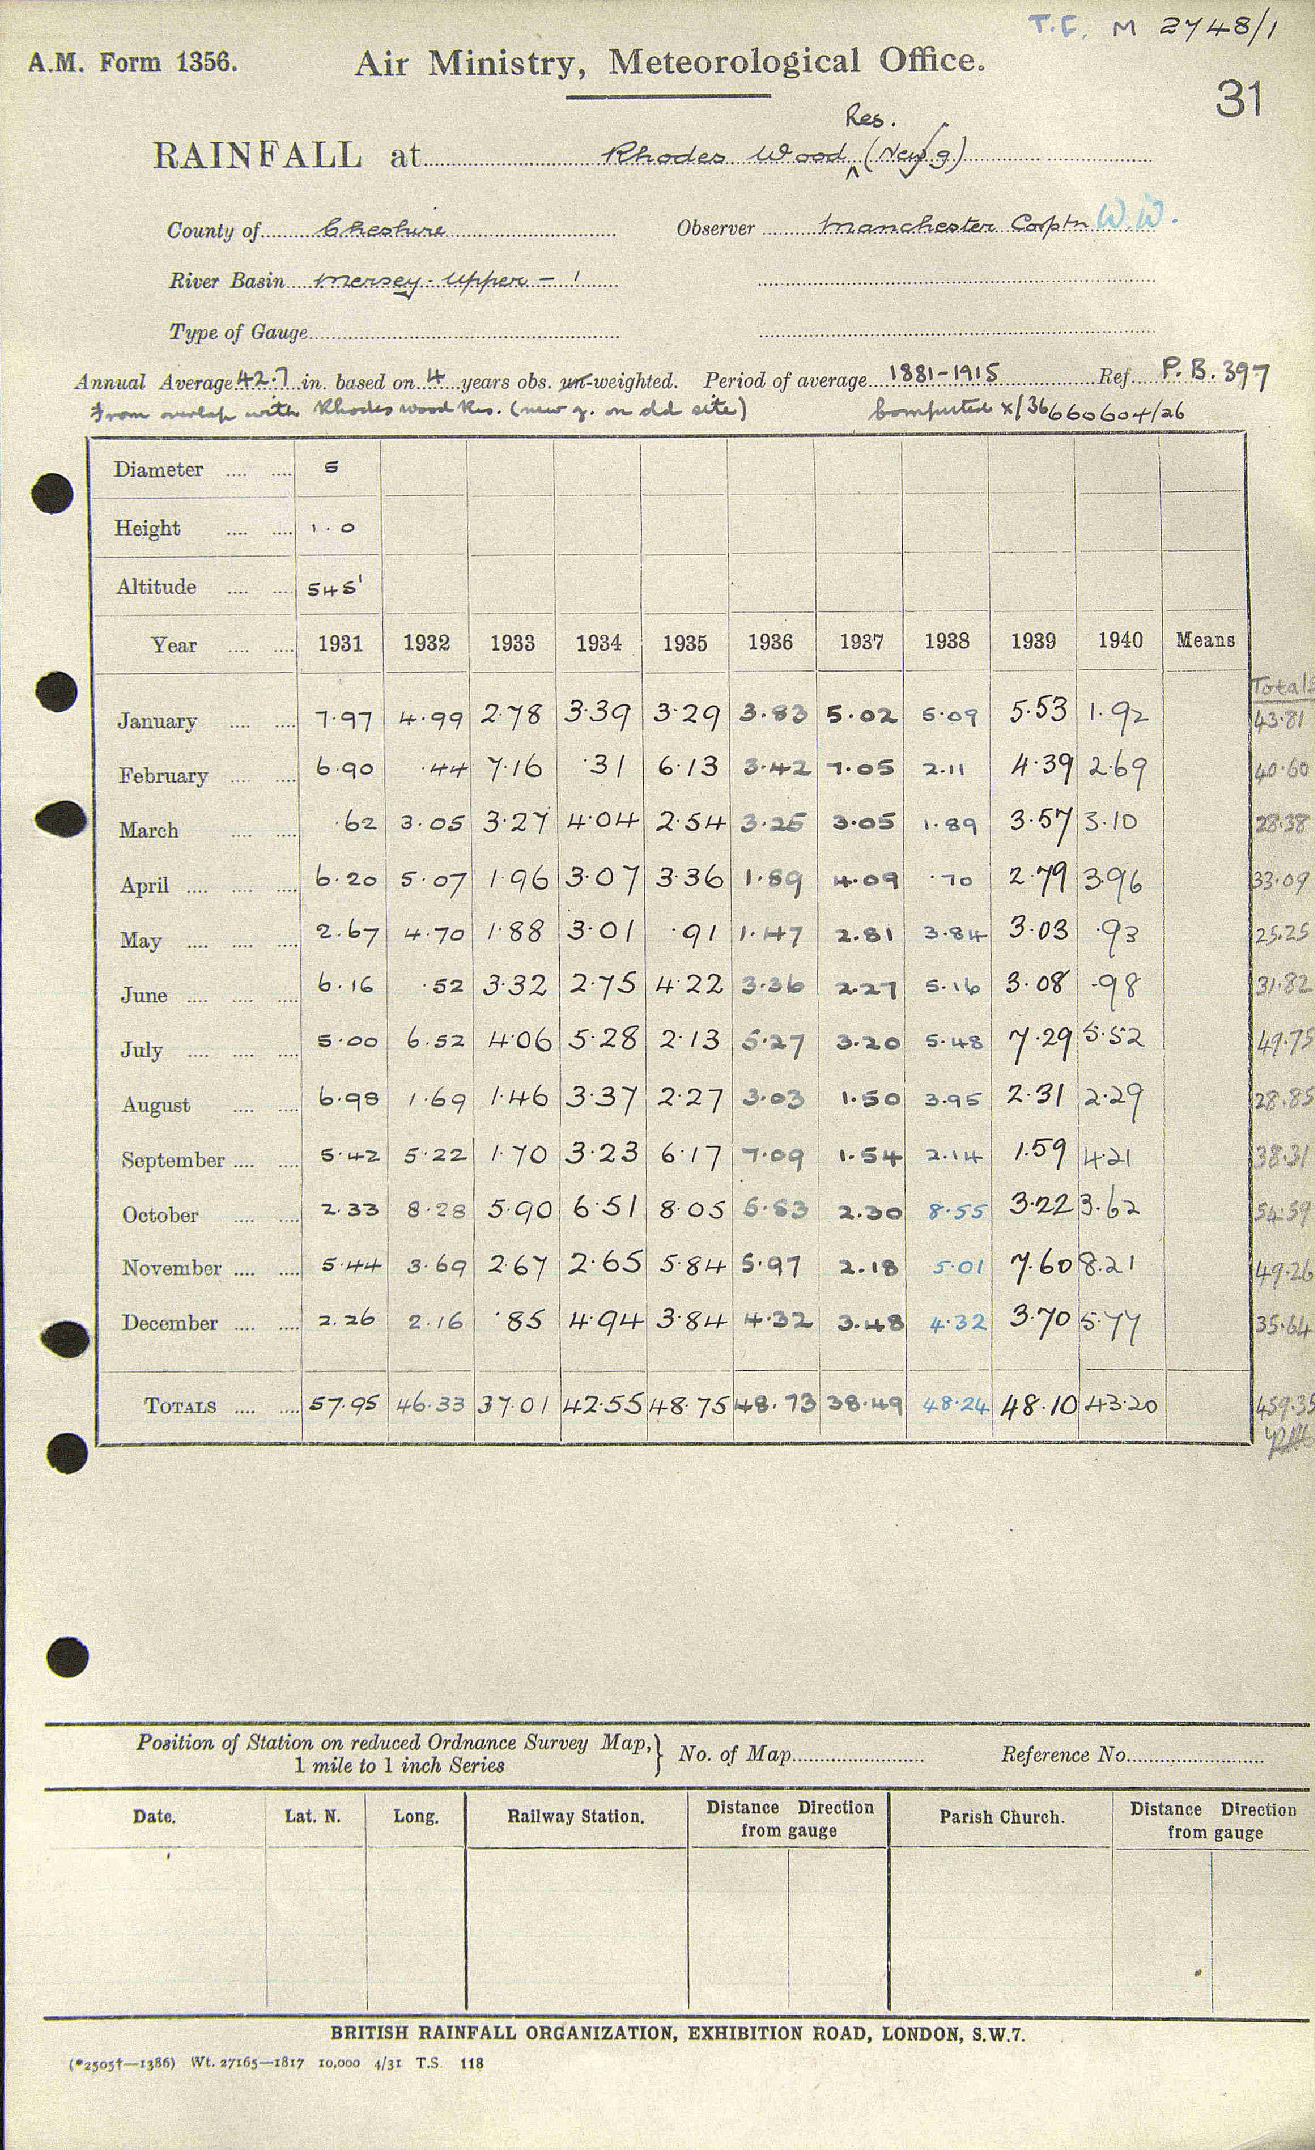 T.C. M 2748/1
A.M. Form 1356. Air Ministry, Meteorological Office.
31
Res.
RAINFALL at Rhodes Wood ^ (New g)
County of Cheshire Observer Manchester Corptn W.W.
River Basin Mersey-Upper - 1
Type of Gauge
Annual Average 42.7 in. based on 4 years obs. un-weighted. Period of average 1881-1915 Ref. P.B. 397
From overlap with Rhodes wood Res. (new g. on old site) Computed x/36 660604/26
Diameter 5
Height 1.0
Altitude 545'
Year 1931 1932 1933 1934 1935 1936 1937 1938 1939 1940 Means
Totals
January 7.97 4.99 2.78 3.39 3.29 3.83 5.02 5.09 5.53 1.92 43.81
February 6.90 .44 7.16 .31 6.13 3.42 7.05 2.11 4.39 2.69 40.60
March .62 3.05 3.27 4.04 2.54 3.25 3.05 1.89 3.57 3.10 28.38
April 6.20 5.07 1.96 3.07 3.36 1.89 4.09 .70 2.79 3.96 33.09
May 2.67 4.70 1.88 3.01 .91 1.47 2.81 3.84 3.03 .93 25.25
June 6.16 .52 3.32 2.75 4.22 3.36 2.27 5.16 3.08 .98 31.82
July 5.00 6.52 4.06 5.28 2.13 5.27 3.20 5.48 7.29 5.52 49.75
August 6.98 1.69 1.46 3.37 2.27 3.03 1.50 3.95 2.31 2.29 28.85
September 5.42 5.22 1.70 3.23 6.17 7.09 1.54 2.14 1.59 4.21 38.31
October 2.33 8.28 5.90 6.51 8.05 5.83 2.30 8.55 3.22 3.62 54.59
November 5.44 3.69 2.67 2.65 5.84 5.97 2.18 5.01 7.60 8.21 49.26
December 2.26 2.16 .85 4.94 3.84 4.32 3.48 4.32 3.70 5.77 35.64
TOTALS 57.95 46.33 37.01 42.55 48.75 48.73 38.49 48.24 48.10 43.20 459.35
Position of Station on reduced Ordnance Survey Map, 1 mile to 1 inch Series } No. of Map Reference No.
Date. Lat. N. Long. Railway Station. Distance Direction from gauge Parish Church. Distance Direction from gauge
BRITISH RAINFALL ORGANIZATION, EXHIBITION ROAD, LONDON, S.W.7.
(*2505†—1386) Wt. 27165—1817 10,000 4/31 T.S. 118